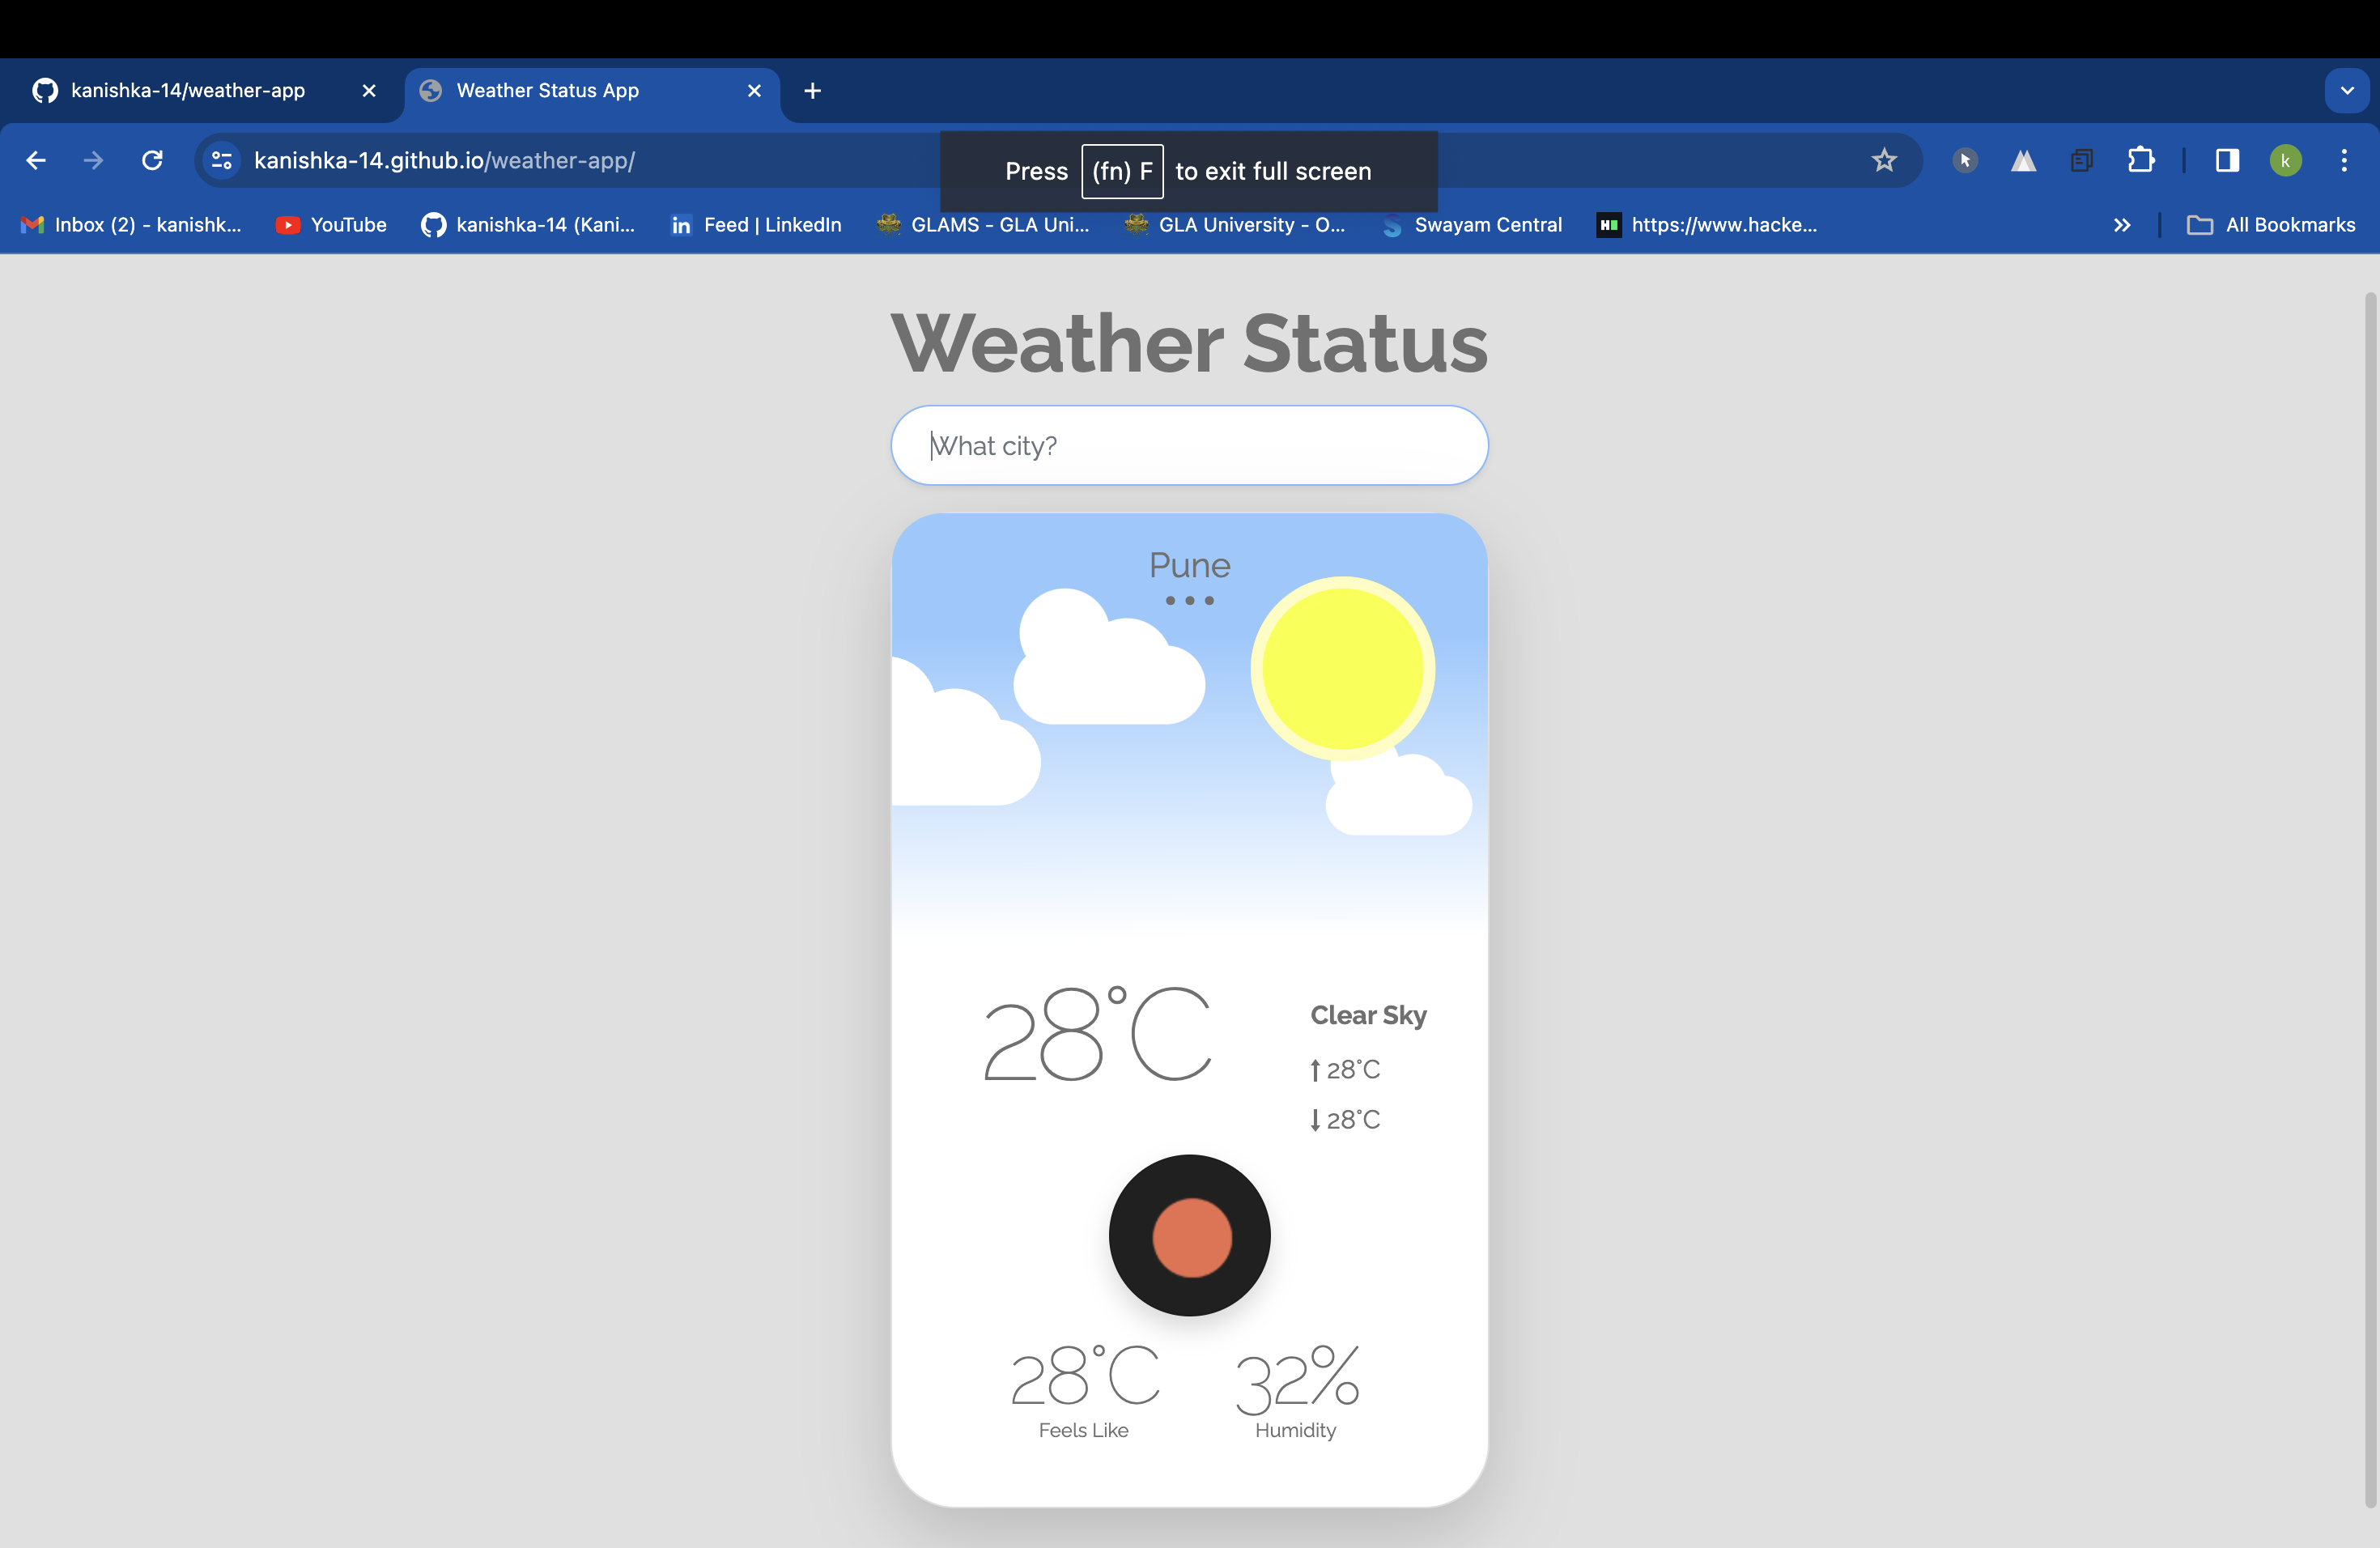 kanishka-14/weather-app
Weather Status App
kanishka-14.github.io/weather-app/
Press (fn) F to exit full screen
k
Inbox (2) - kanishk...
YouTube
kanishka-14 (Kani...
in Feed | LinkedIn
GLAMS - GLA Uni...
GLA University - O...
Swayam Central
https://www.hacke...
All Bookmarks
Weather Status
What city?
Pune
28°C
Clear Sky
↑ 28°C
↓ 28°C
28°C
Feels Like
32%
Humidity